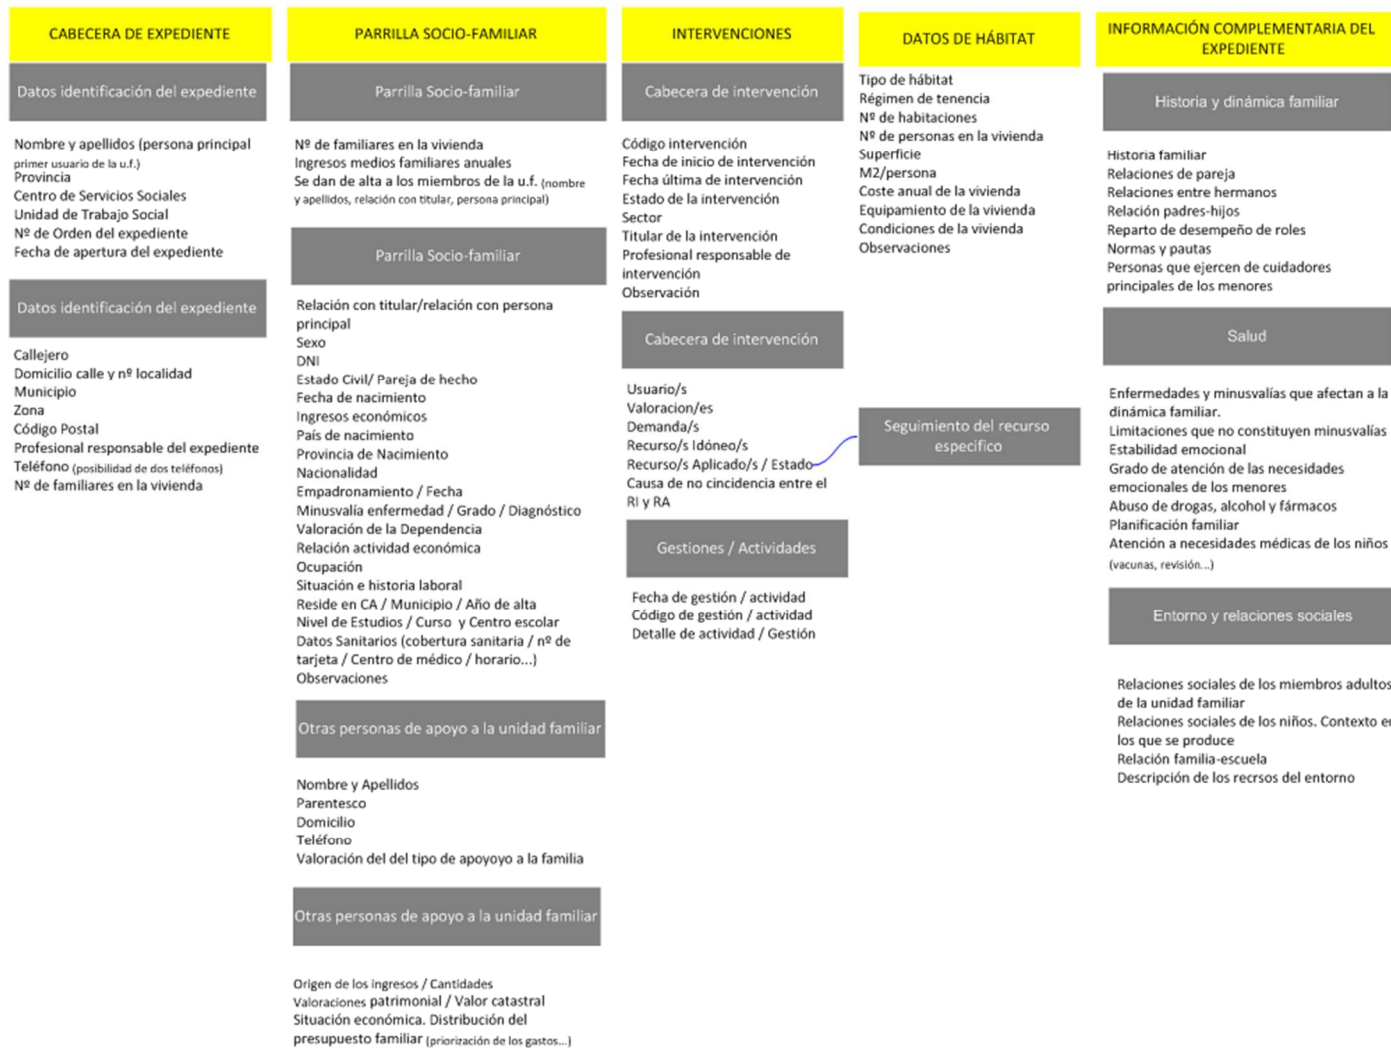 CABECERA DE EXPEDIENTE
Datos identificación del expediente
Nombre y apellidos (persona principal
primer usuario de la u.f.)
Provincia
Centro de Servicios Sociales
Unidad de Trabajo Social
Nº de Orden del expediente
Fecha de apertura del expediente
Datos identificación del expediente
Callejero
Domicilio calle y nº localidad
Municipio
Zona
Código Postal
Profesional responsable del expediente
Teléfono (posibilidad de dos teléfonos)
Nº de familiares en la vivienda
PARRILLA SOCIO-FAMILIAR
Parrilla Socio-familiar
Nº de familiares en la vivienda
Ingresos medios familiares anuales
Se dan de alta a los miembros de la u.f. (nombre
y apellidos, relación con titular, persona principal)
Parrilla Socio-familiar
Relación con titular/relación con persona
principal
Sexo
DNI
Estado Civil/ Pareja de hecho
Fecha de nacimiento
Ingresos económicos
País de nacimiento
Provincia de Nacimiento
Nacionalidad
Empadronamiento / Fecha
Minusvalía enfermedad / Grado / Diagnóstico
Valoración de la Dependencia
Relación actividad económica
Ocupación
Situación e historia laboral
Reside en CA / Municipio / Año de alta
Nivel de Estudios / Curso y Centro escolar
Datos Sanitarios (cobertura sanitaria / nº de
tarjeta / Centro de médico / horario...)
Observaciones
Otras personas de apoyo a la unidad familiar
Nombre y Apellidos
Parentesco
Domicilio
Teléfono
Valoración del del tipo de apoyoyo a la familia
Otras personas de apoyo a la unidad familiar
Origen de los ingresos / Cantidades
Valoraciones patrimonial / Valor catastral
Situación económica. Distribución del
presupuesto familiar (priorización de los gastos...)
INTERVENCIONES
Cabecera de intervención
Código intervención
Fecha de inicio de intervención
Fecha última de intervención
Estado de la intervención
Sector
Titular de la intervención
Profesional responsable de
intervención
Observación
Cabecera de intervención
Usuario/s
Valoracion/es
Demanda/s
Recurso/s Idóneo/s
Recurso/s Aplicado/s / Estado
Causa de no cincidencia entre el
RI y RA
Gestiones / Actividades
Fecha de gestión / actividad
Código de gestión / actividad
Detalle de actividad / Gestión
DATOS DE HÁBITAT
Tipo de hábitat
Régimen de tenencia
Nº de habitaciones
Nº de personas en la vivienda
Superficie
M2/persona
Coste anual de la vivienda
Equipamiento de la vivienda
Condiciones de la vivienda
Observaciones
Seguimiento del recurso
especifico
INFORMACIÓN COMPLEMENTARIA DEL
EXPEDIENTE
Historia y dinámica familiar
Historia familiar
Relaciones de pareja
Relaciones entre hermanos
Relación padres-hijos
Reparto de desempeño de roles
Normas y pautas
Personas que ejercen de cuidadores
principales de los menores
Salud
Enfermedades y minusvalías que afectan a la
dinámica familiar.
Limitaciones que no constituyen minusvalías
Estabilidad emocional
Grado de atención de las necesidades
emocionales de los menores
Abuso de drogas, alcohol y fármacos
Planificación familiar
Atención a necesidades médicas de los niños
(vacunas, revisión...)
Entorno y relaciones sociales
Relaciones sociales de los miembros adultos
de la unidad familiar
Relaciones sociales de los niños. Contexto en
los que se produce
Relación familia-escuela
Descripción de los recrsos del entorno